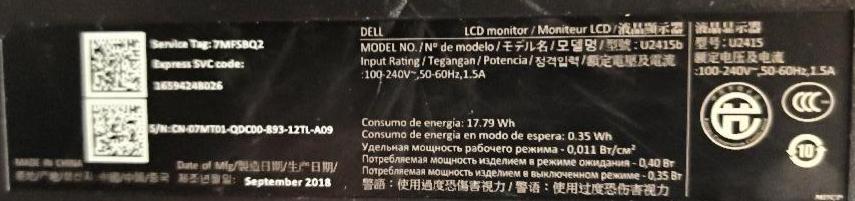 Service Tag: 7MFSBQ2
Express SVC code:
16594248026
S/N: CN-07MT01-QDC00-893-12TL-A09
MADE IN CHINA
Date of Mfg/製造日期/生产日期/
제조년월일: September 2018
DELL LCD monitor / Moniteur LCD / 液晶顯示器
MODEL NO. / Nº de modelo / モデル名 / 모델명 / 型號: U2415b
Input Rating / Tegangan / Potencia / 정격입력 / 額定電壓及電流
:100-240V~,50-60Hz,1.5A
Consumo de energía: 17.79 Wh
Consumo de energía en modo de espera: 0.35 Wh
Удельная мощность рабочего режима - 0,011 Вт/см²
Потребляемая мощность изделием в режиме ожидания - 0,40 Вт
Потребляемая мощность изделием в выключенном режиме - 0,35 Вт
警語：使用過度恐傷害視力 / 警语：使用过度恐伤害视力
液晶显示器
型号: U2415
额定电压及电流
:100-240V~,50-60Hz,1.5A
10